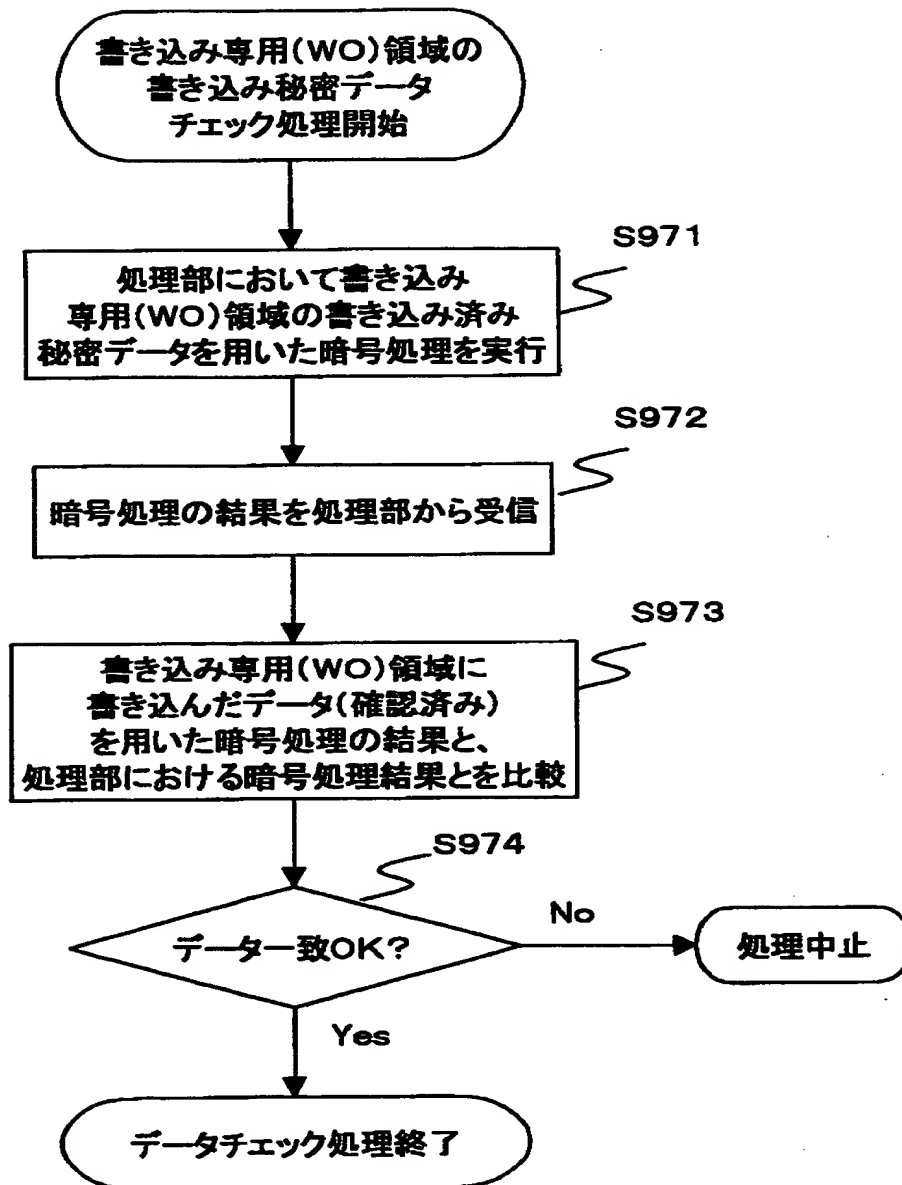 書き込み専用(WO)領域の
書き込み秘密データ
チェック処理開始
S971
処理部において書き込み
専用(WO)領域の書き込み済み
秘密データを用いた暗号処理を実行
S972
暗号処理の結果を処理部から受信
S973
書き込み専用(WO)領域に
書き込んだデータ(確認済み)
を用いた暗号処理の結果と、
処理部における暗号処理結果とを比較
S974
データ一致OK?
No
処理中止
Yes
データチェック処理終了